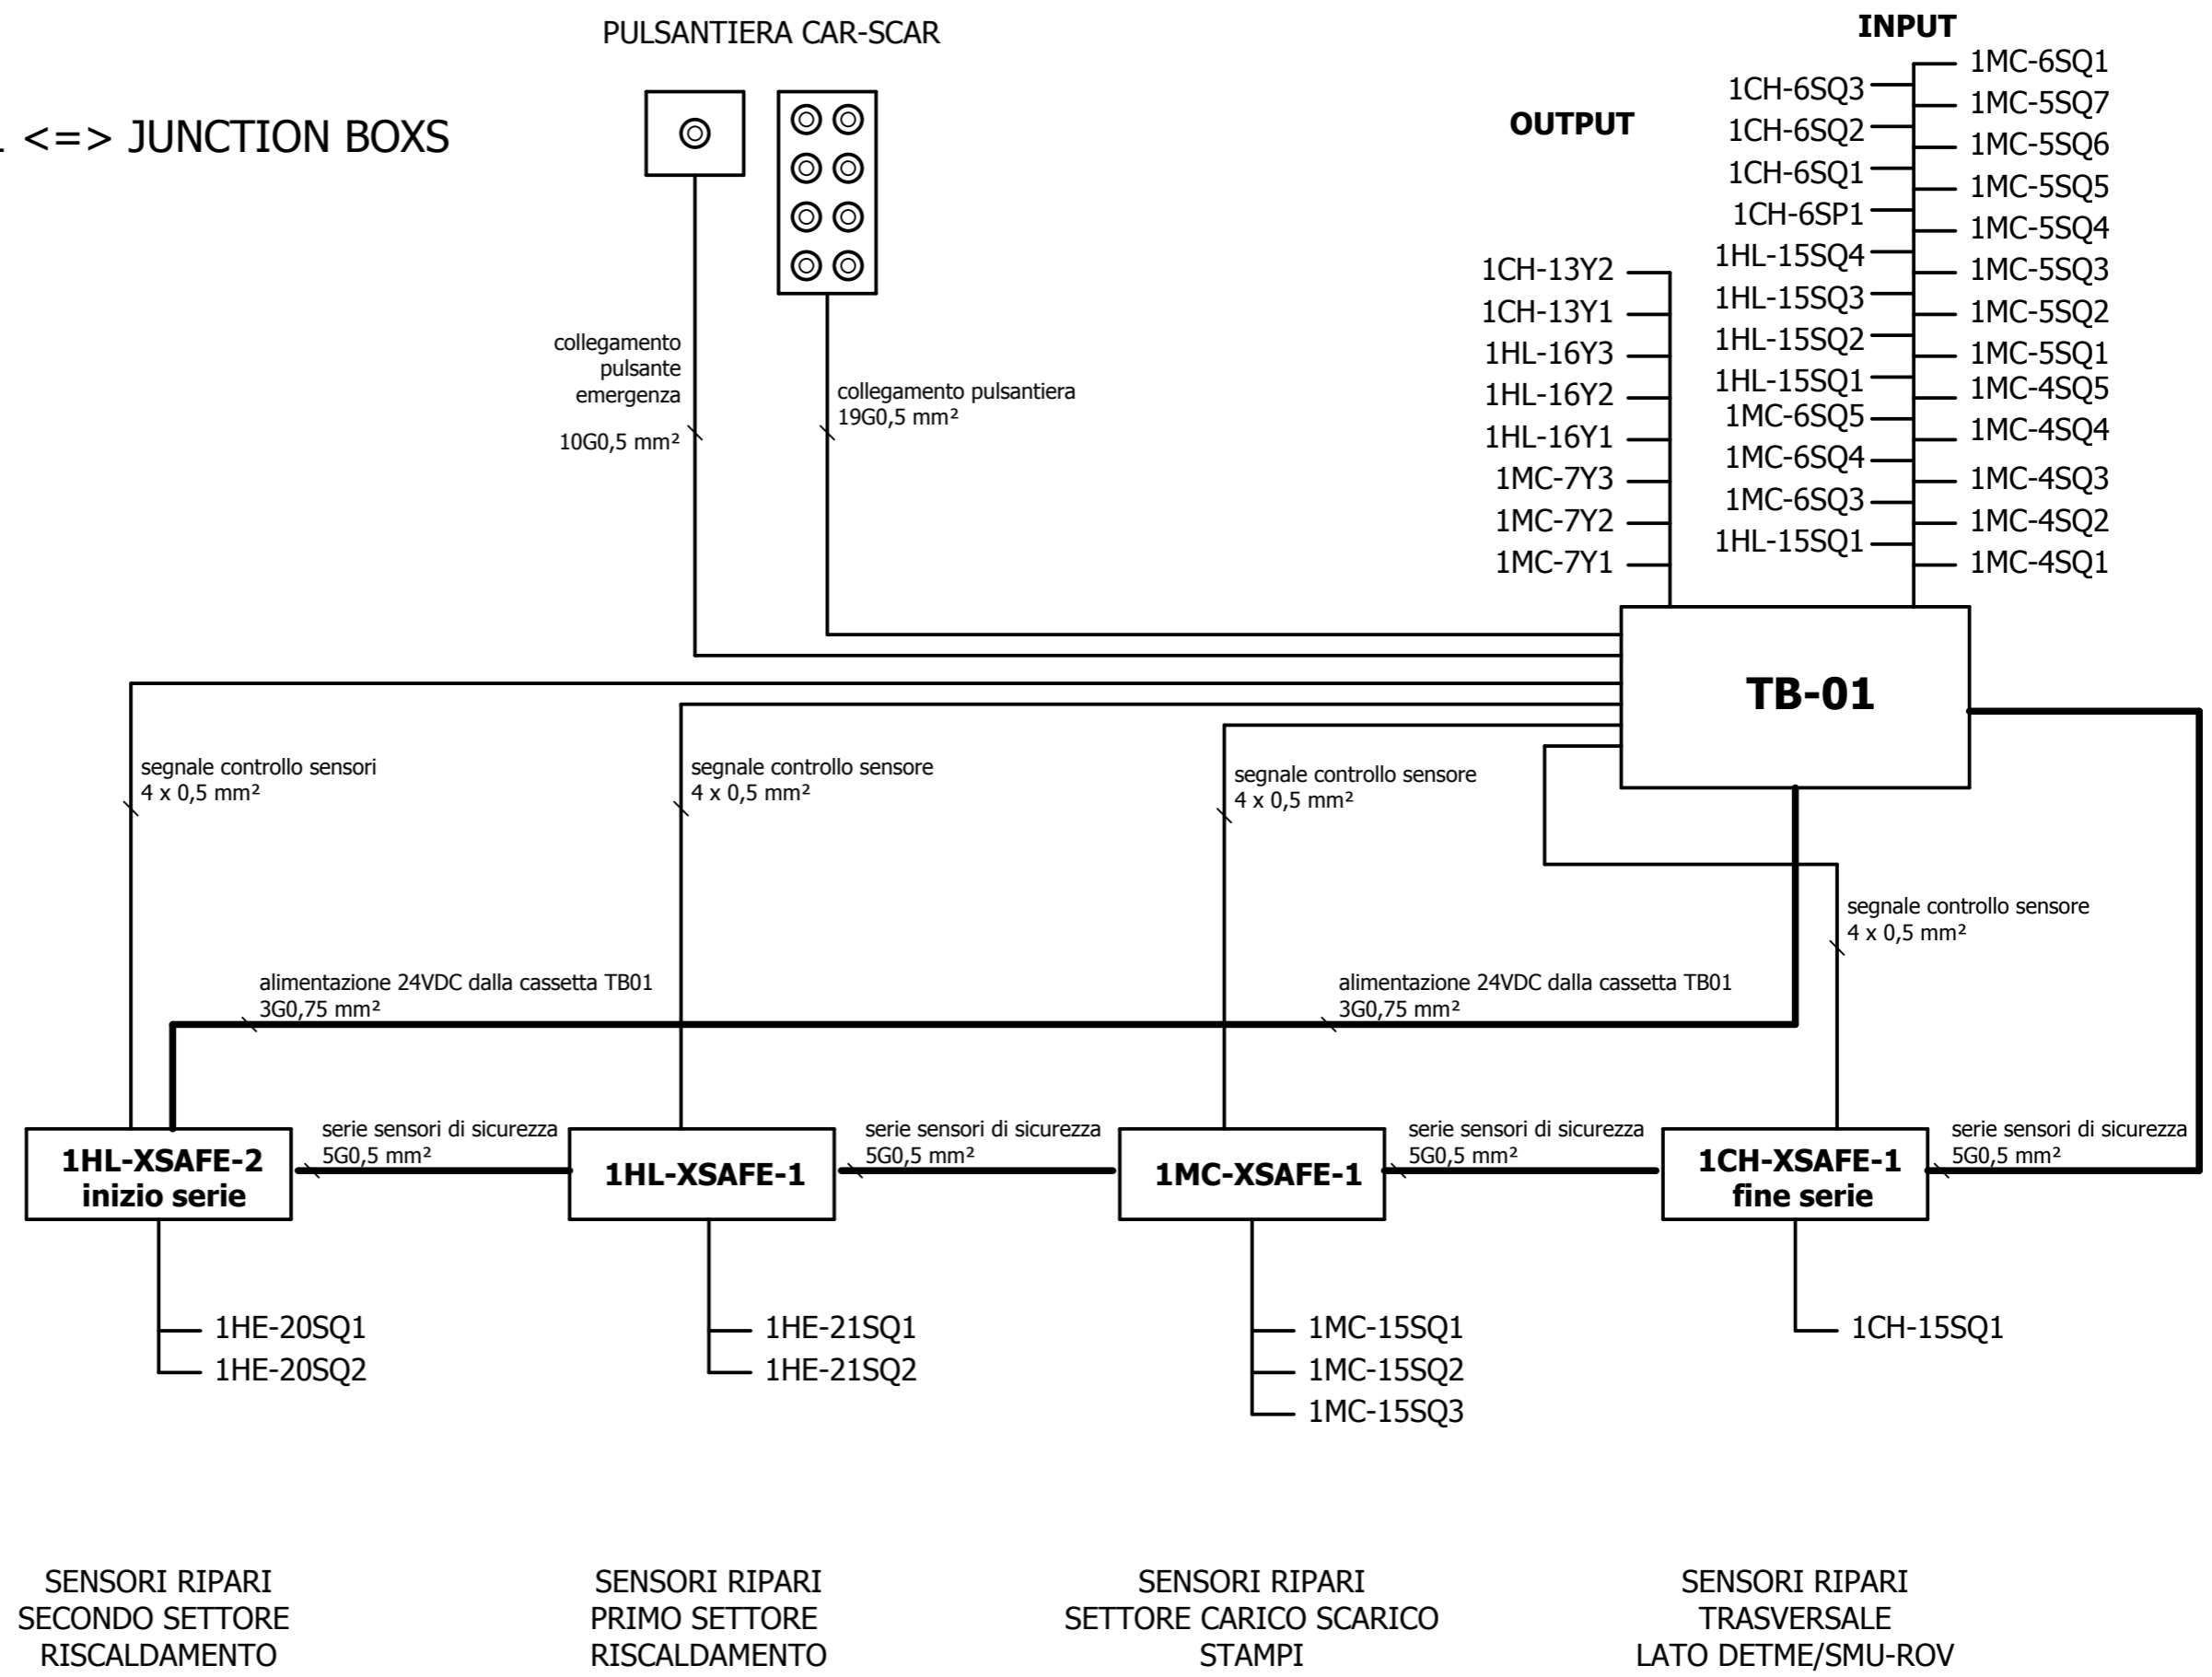 PULSANTIERA CAR-SCAR
<=> JUNCTION BOXS
INPUT
OUTPUT
1MC-6SQ1
1MC-5SQ7
1MC-5SQ6
1MC-5SQ5
1MC-5SQ4
1MC-5SQ3
1MC-5SQ2
1MC-5SQ1
1MC-4SQ5
1MC-4SQ4
1MC-4SQ3
1MC-4SQ2
1MC-4SQ1
1CH-6SQ3
1CH-6SQ2
1CH-6SQ1
1CH-6SP1
1HL-15SQ4
1HL-15SQ3
1HL-15SQ2
1HL-15SQ1
1MC-6SQ5
1MC-6SQ4
1MC-6SQ3
1HL-15SQ1
1CH-13Y2
1CH-13Y1
1HL-16Y3
1HL-16Y2
1HL-16Y1
1MC-7Y3
1MC-7Y2
1MC-7Y1
collegamento
pulsante
emergenza
10G0,5 mm²
collegamento pulsantiera
19G0,5 mm²
TB-01
segnale controllo sensori
4 x 0,5 mm²
segnale controllo sensore
4 x 0,5 mm²
segnale controllo sensore
4 x 0,5 mm²
segnale controllo sensore
4 x 0,5 mm²
alimentazione 24VDC dalla cassetta TB01
3G0,75 mm²
alimentazione 24VDC dalla cassetta TB01
3G0,75 mm²
1HL-XSAFE-2
inizio serie
serie sensori di sicurezza
5G0,5 mm²
1HL-XSAFE-1
serie sensori di sicurezza
5G0,5 mm²
1MC-XSAFE-1
serie sensori di sicurezza
5G0,5 mm²
1CH-XSAFE-1
fine serie
serie sensori di sicurezza
5G0,5 mm²
1HE-20SQ1
1HE-20SQ2
1HE-21SQ1
1HE-21SQ2
1MC-15SQ1
1MC-15SQ2
1MC-15SQ3
1CH-15SQ1
SENSORI RIPARI
SECONDO SETTORE
RISCALDAMENTO
SENSORI RIPARI
PRIMO SETTORE
RISCALDAMENTO
SENSORI RIPARI
SETTORE CARICO SCARICO
STAMPI
SENSORI RIPARI
TRASVERSALE
LATO DETME/SMU-ROV